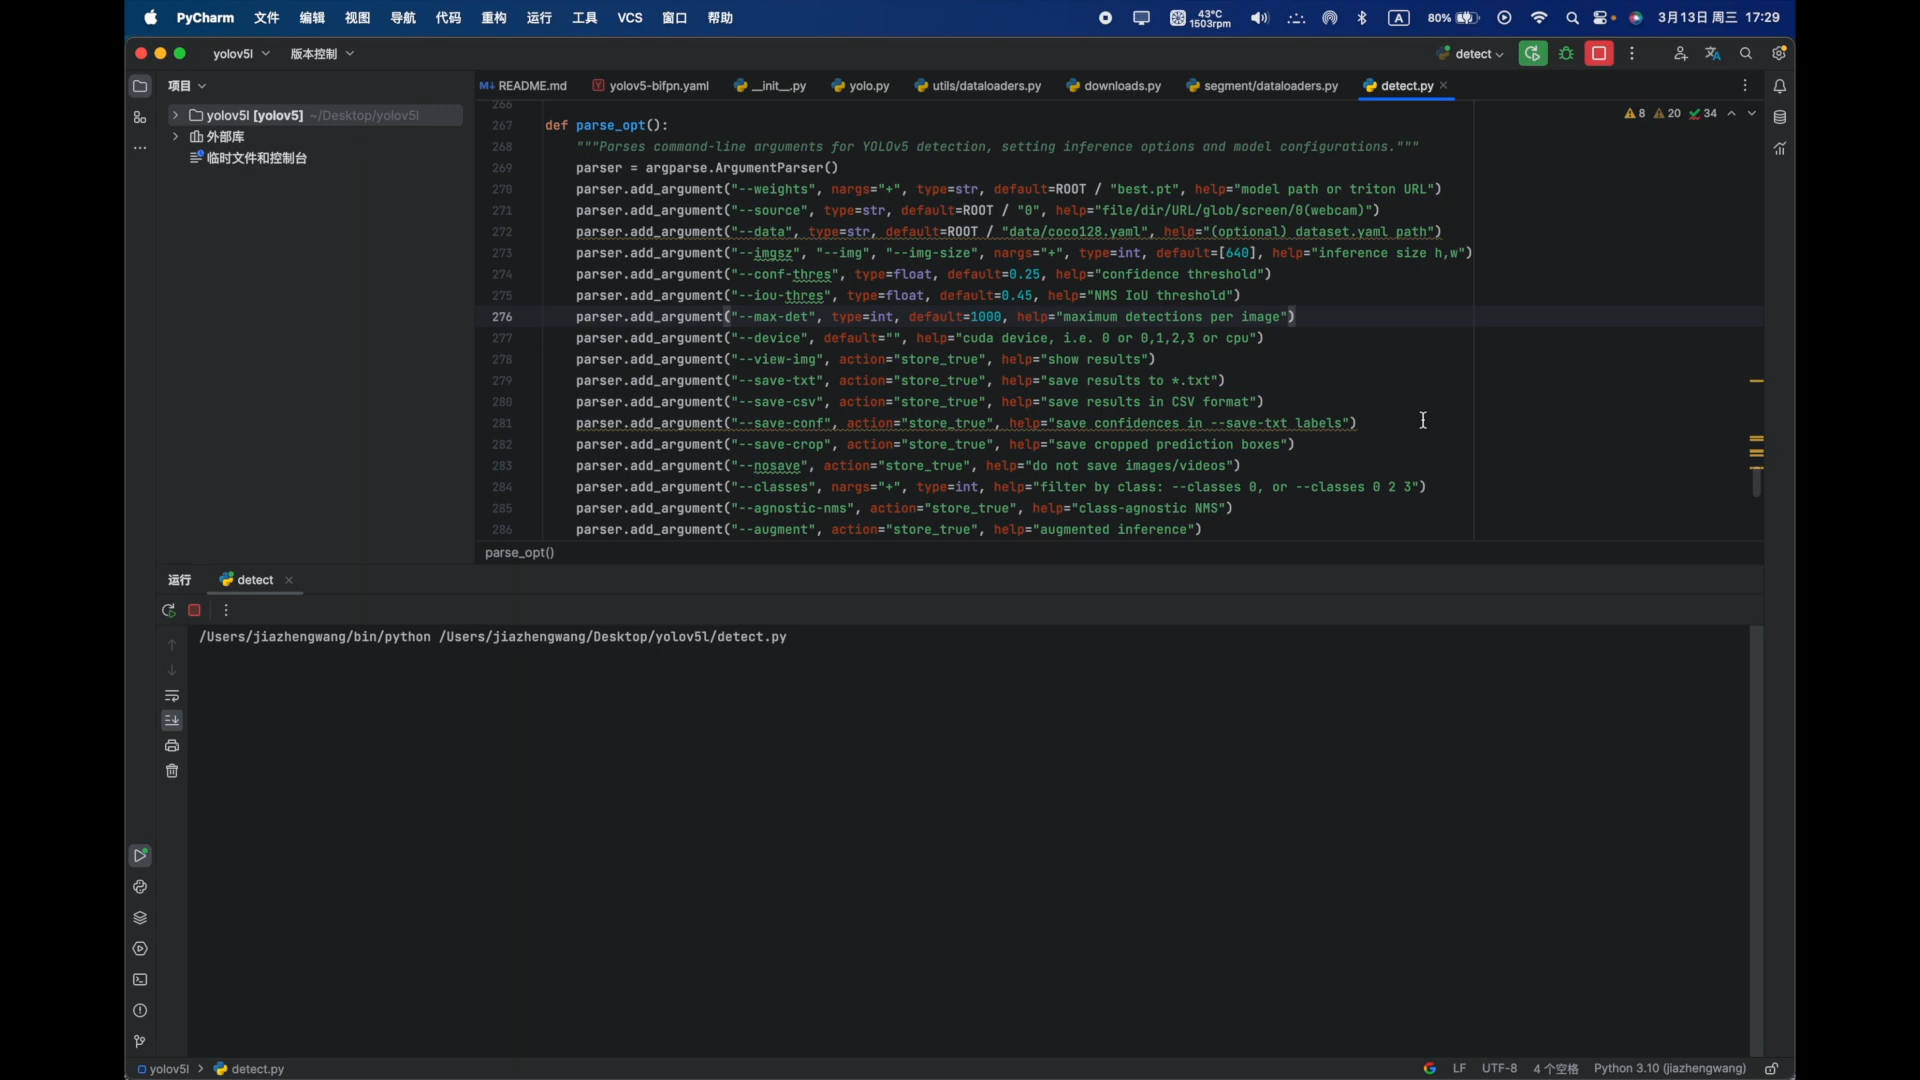 PyCharm 文件 编辑 视图 导航 代码 重构 运行 工具 VCS 窗口 帮助 43°C 1503rpm A 80% 3月13日 周三 17:29
yolov5l 版本控制 detect
项目 README.md yolov5-bifpn.yaml __init__.py yolo.py utils/dataloaders.py downloads.py segment/dataloaders.py detect.py
yolov5l [yolov5] ~/Desktop/yolov5l
外部库
临时文件和控制台
8 20 34
266
267 def parse_opt():
268 """Parses command-line arguments for YOLOv5 detection, setting inference options and model configurations."""
269 parser = argparse.ArgumentParser()
270 parser.add_argument("--weights", nargs="+", type=str, default=ROOT / "best.pt", help="model path or triton URL")
271 parser.add_argument("--source", type=str, default=ROOT / "0", help="file/dir/URL/glob/screen/0(webcam)")
272 parser.add_argument("--data", type=str, default=ROOT / "data/coco128.yaml", help="(optional) dataset.yaml path")
273 parser.add_argument("--imgsz", "--img", "--img-size", nargs="+", type=int, default=[640], help="inference size h,w")
274 parser.add_argument("--conf-thres", type=float, default=0.25, help="confidence threshold")
275 parser.add_argument("--iou-thres", type=float, default=0.45, help="NMS IoU threshold")
276 parser.add_argument("--max-det", type=int, default=1000, help="maximum detections per image")
277 parser.add_argument("--device", default="", help="cuda device, i.e. 0 or 0,1,2,3 or cpu")
278 parser.add_argument("--view-img", action="store_true", help="show results")
279 parser.add_argument("--save-txt", action="store_true", help="save results to *.txt")
280 parser.add_argument("--save-csv", action="store_true", help="save results in CSV format")
281 parser.add_argument("--save-conf", action="store_true", help="save confidences in --save-txt labels")
282 parser.add_argument("--save-crop", action="store_true", help="save cropped prediction boxes")
283 parser.add_argument("--nosave", action="store_true", help="do not save images/videos")
284 parser.add_argument("--classes", nargs="+", type=int, help="filter by class: --classes 0, or --classes 0 2 3")
285 parser.add_argument("--agnostic-nms", action="store_true", help="class-agnostic NMS")
286 parser.add_argument("--augment", action="store_true", help="augmented inference")
parse_opt()
运行 detect
/Users/jiazhengwang/bin/python /Users/jiazhengwang/Desktop/yolov5l/detect.py
yolov5l detect.py LF UTF-8 4 个空格 Python 3.10 (jiazhengwang)